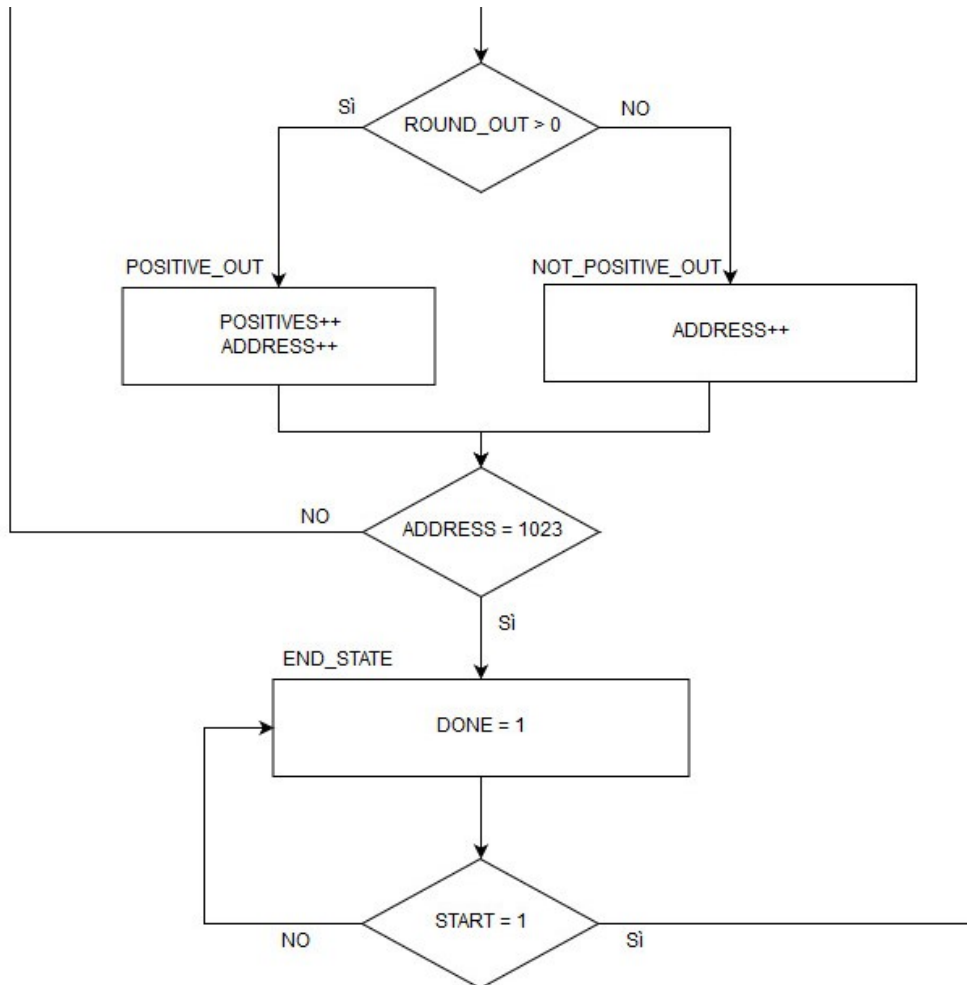 Sì
ROUND_OUT > 0
NO
POSITIVE_OUT
NOT_POSITIVE_OUT
POSITIVES++
ADDRESS++
ADDRESS++
NO
ADDRESS = 1023
Sì
END_STATE
DONE = 1
START = 1
NO
Sì